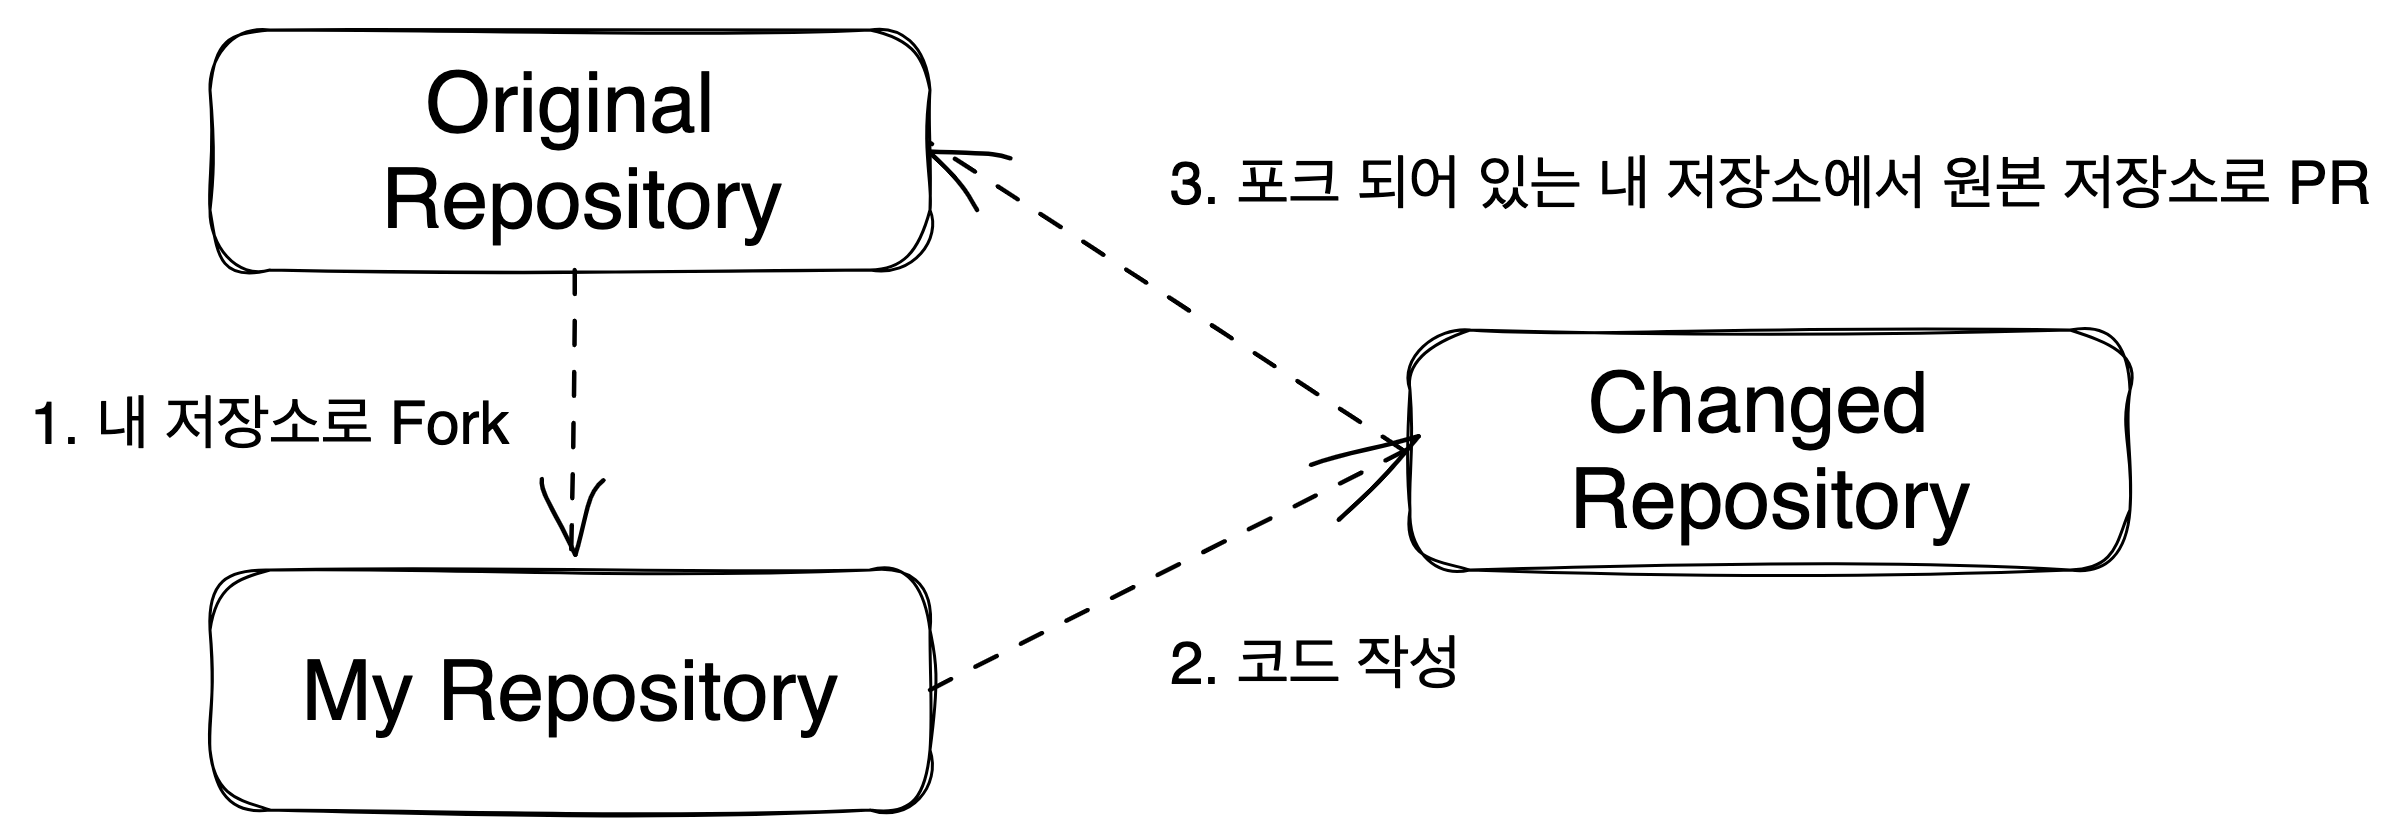 Original
Repository
3. 포크 되어 있는 내 저장소에서 원본 저장소로 PR
1. 내 저장소로 Fork
Changed
Repository
My Repository
2. 코드 작성